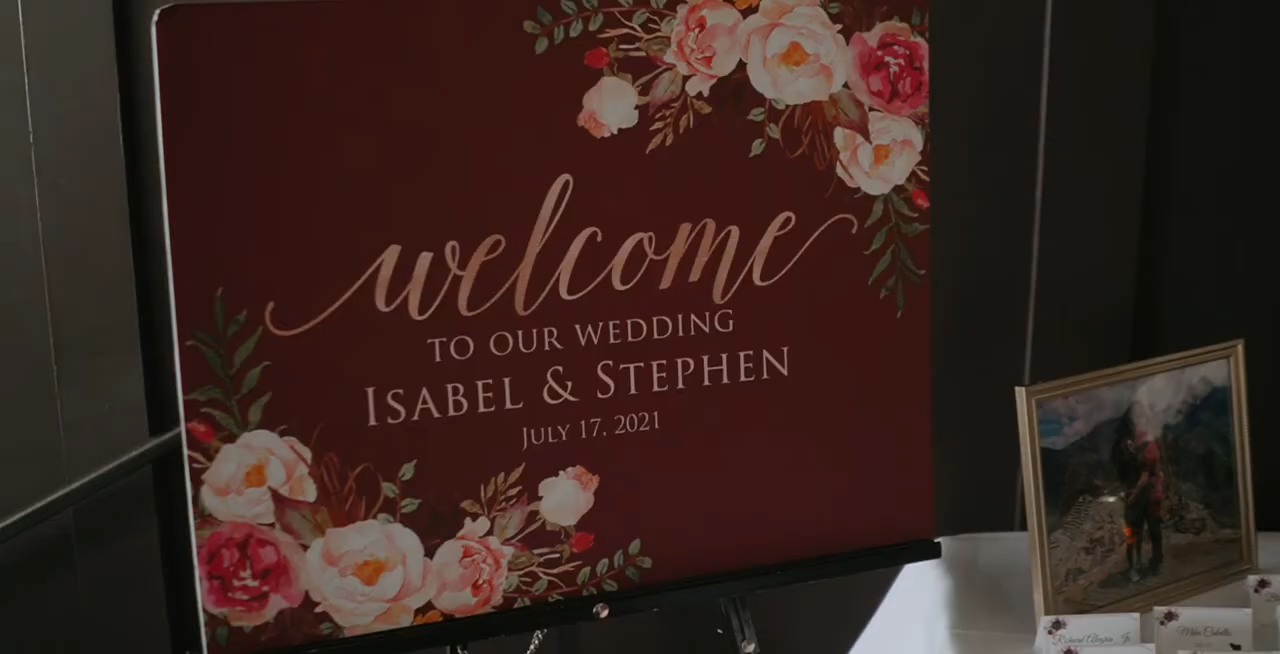 welcome
TO OUR WEDDING
ISABEL & STEPHEN
JULY 17, 2021